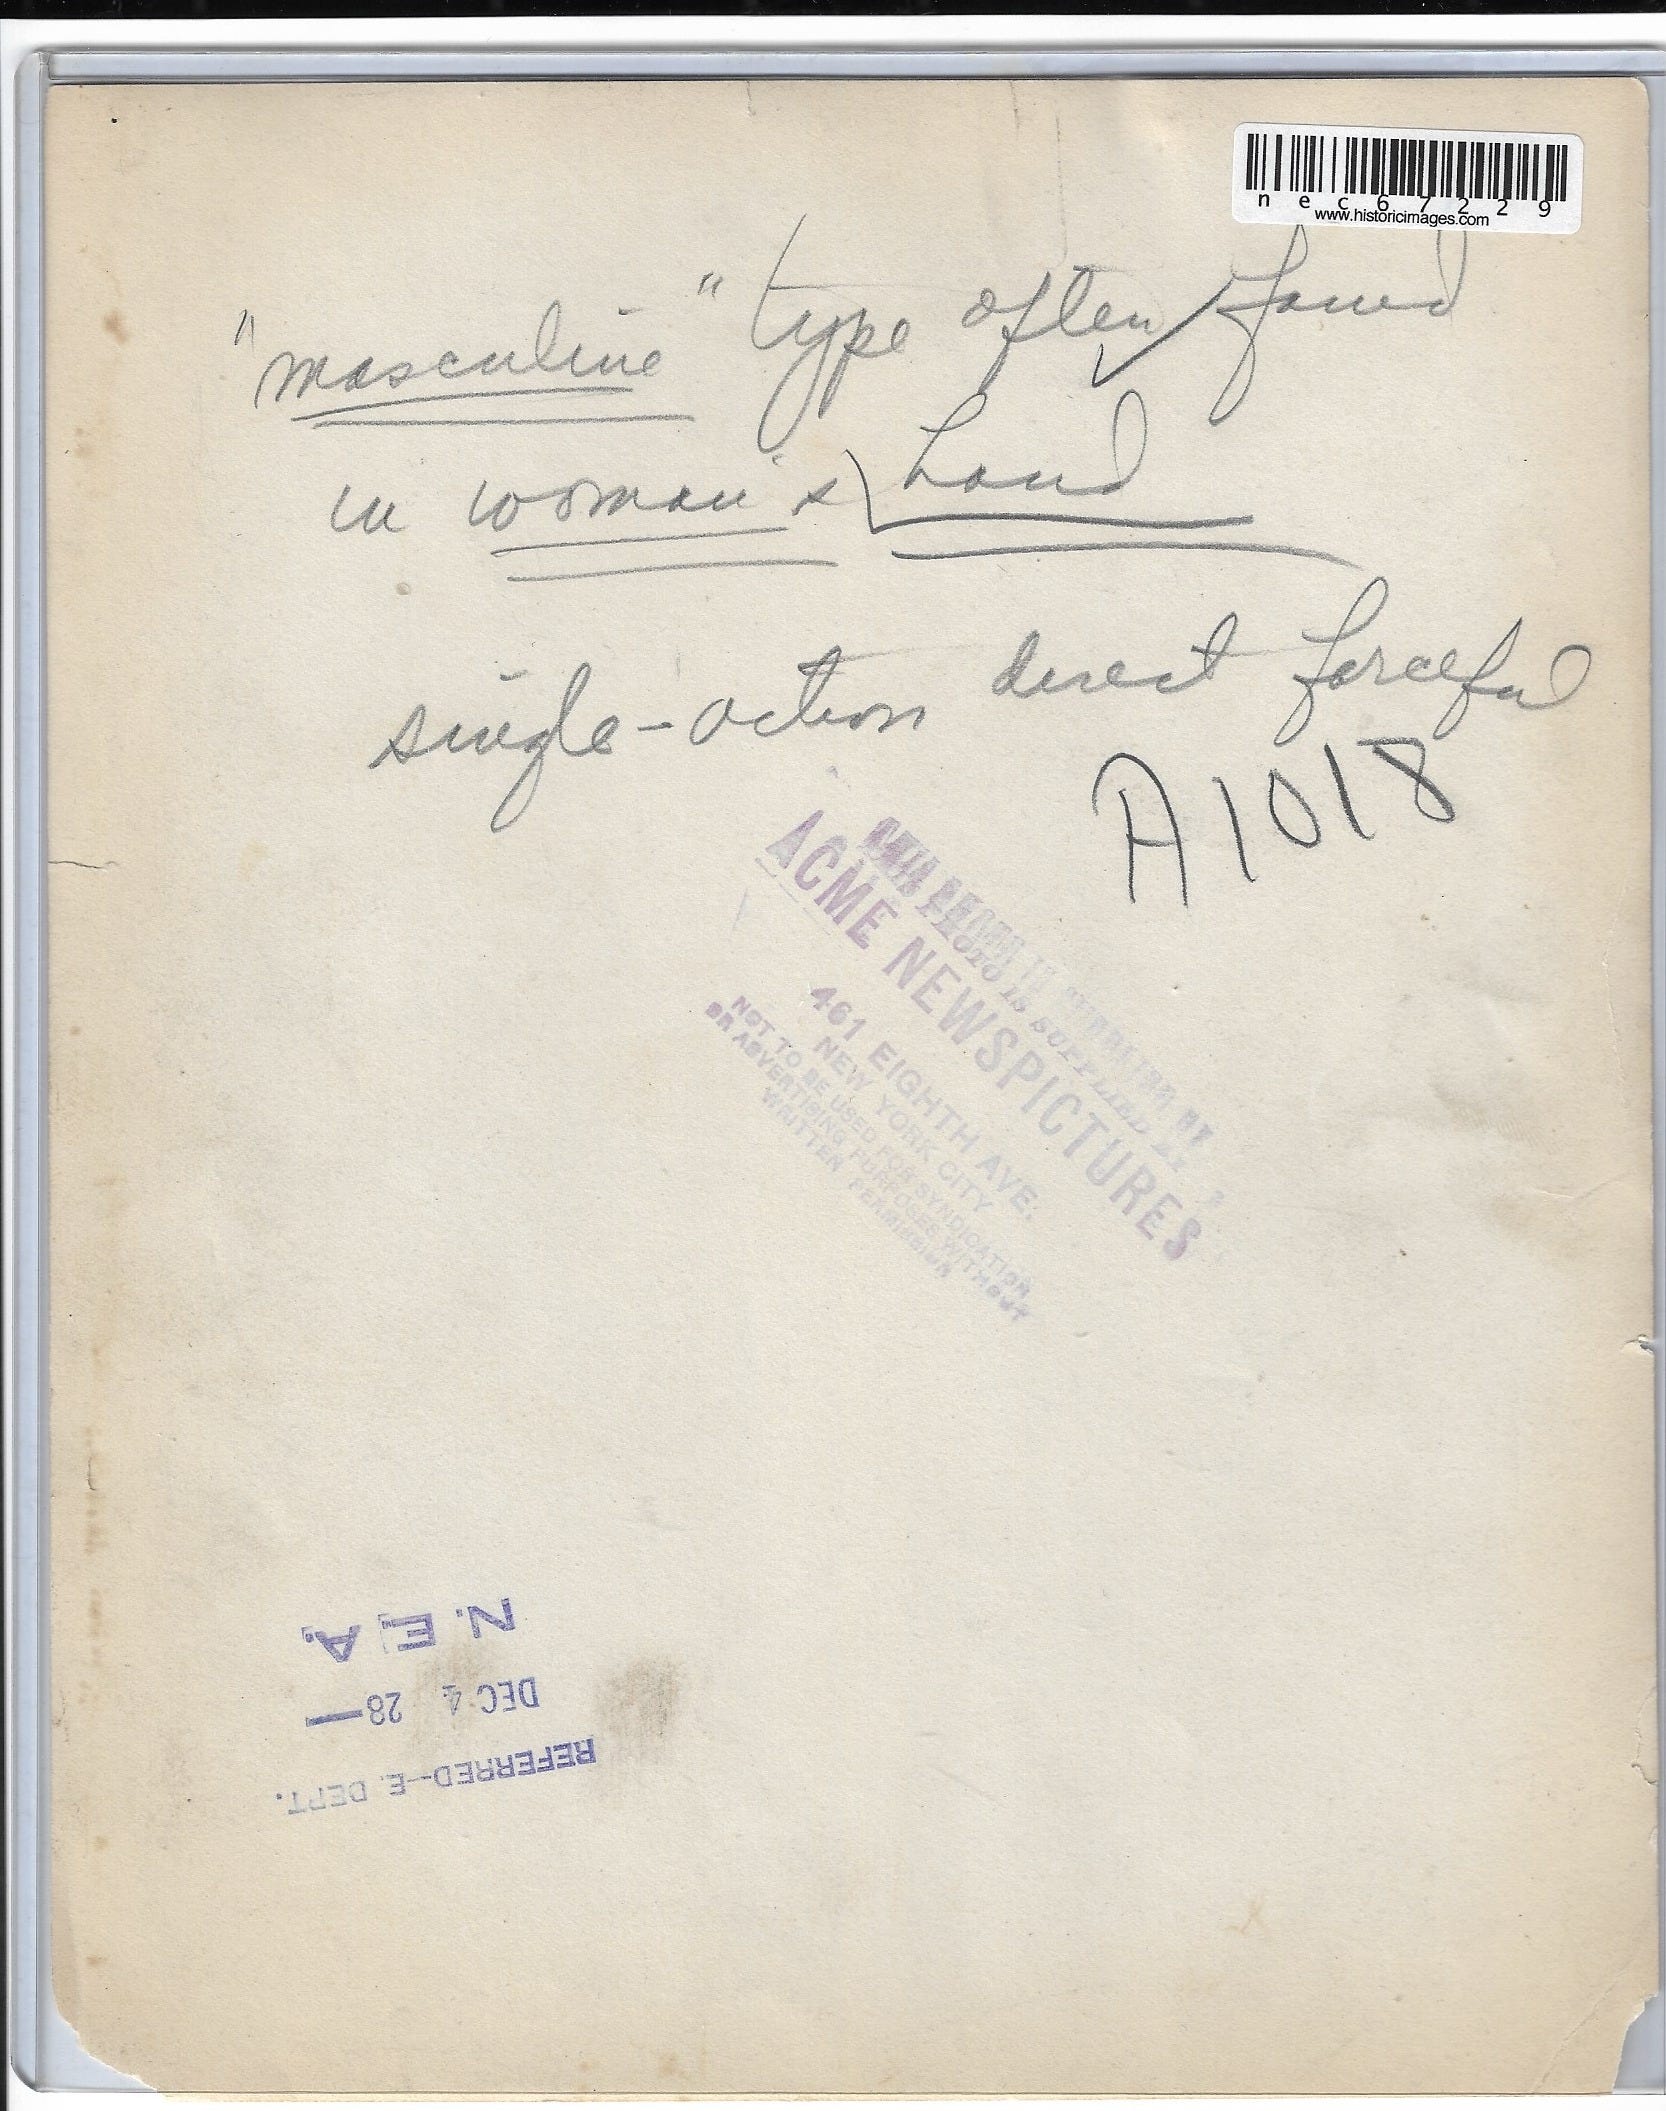 nec67229
www.historicimages.com
"masculine" type often found
in woman's hand
single-action direct forceful
A1018
THIS PHOTO IS SUPPLIED BY
ACME NEWSPICTURES
461 EIGHTH AVE.
NEW YORK CITY
NOT TO BE USED FOR SYNDICATION
OR ADVERTISING PURPOSES WITHOUT
WRITTEN PERMISSION
REFERRED-E. DEPT.
DEC 4 28
N. E. A.